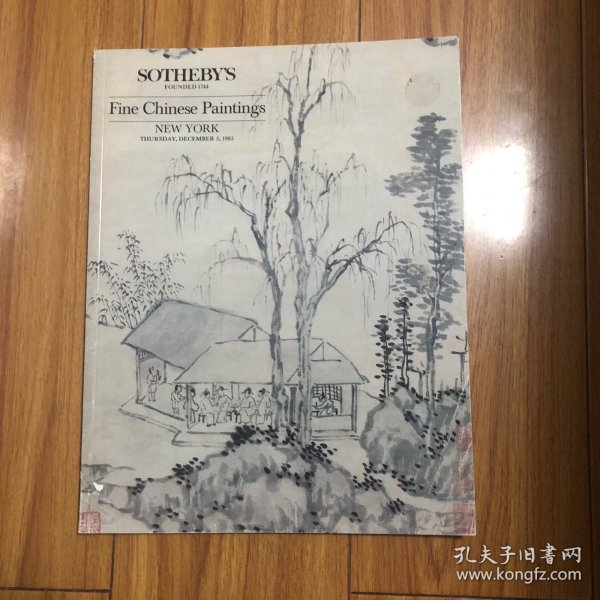 SOTHEBY'S
FOUNDED 1744
Fine Chinese Paintings
NEW YORK
THURSDAY, DECEMBER 5, 1985
孔夫子旧书网
www.kongfz.com